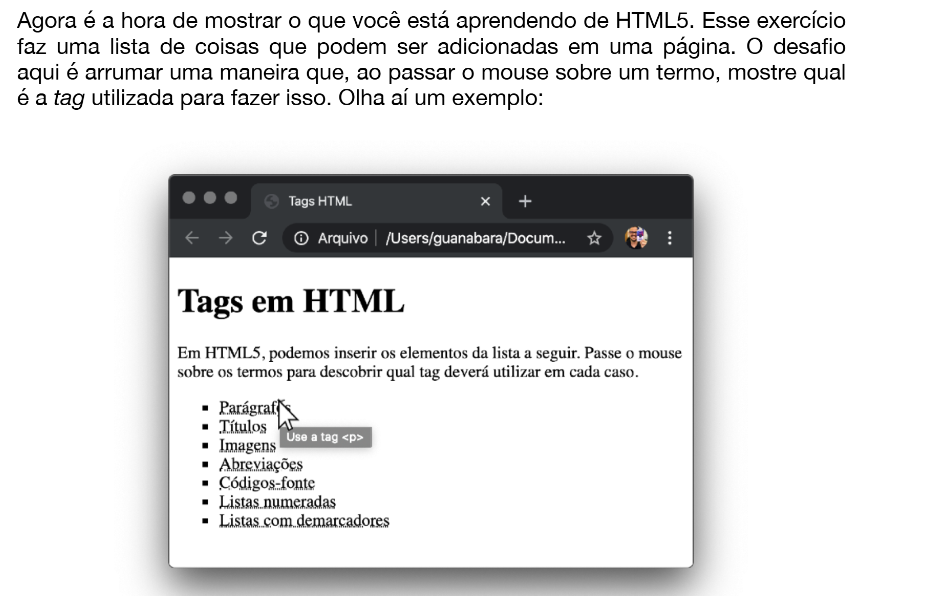 Agora é a hora de mostrar o que você está aprendendo de HTML5. Esse exercício
faz uma lista de coisas que podem ser adicionadas em uma página. O desafio
aqui é arrumar uma maneira que, ao passar o mouse sobre um termo, mostre qual
é a tag utilizada para fazer isso. Olha aí um exemplo:
Tags HTML
Arquivo | /Users/guanabara/Docum...
Tags em HTML
Em HTML5, podemos inserir os elementos da lista a seguir. Passe o mouse
sobre os termos para descobrir qual tag deverá utilizar em cada caso.
Parágrafos
Títulos
Use a tag <p>
Imagens
Abreviações
Códigos-fonte
Listas numeradas
Listas com demarcadores